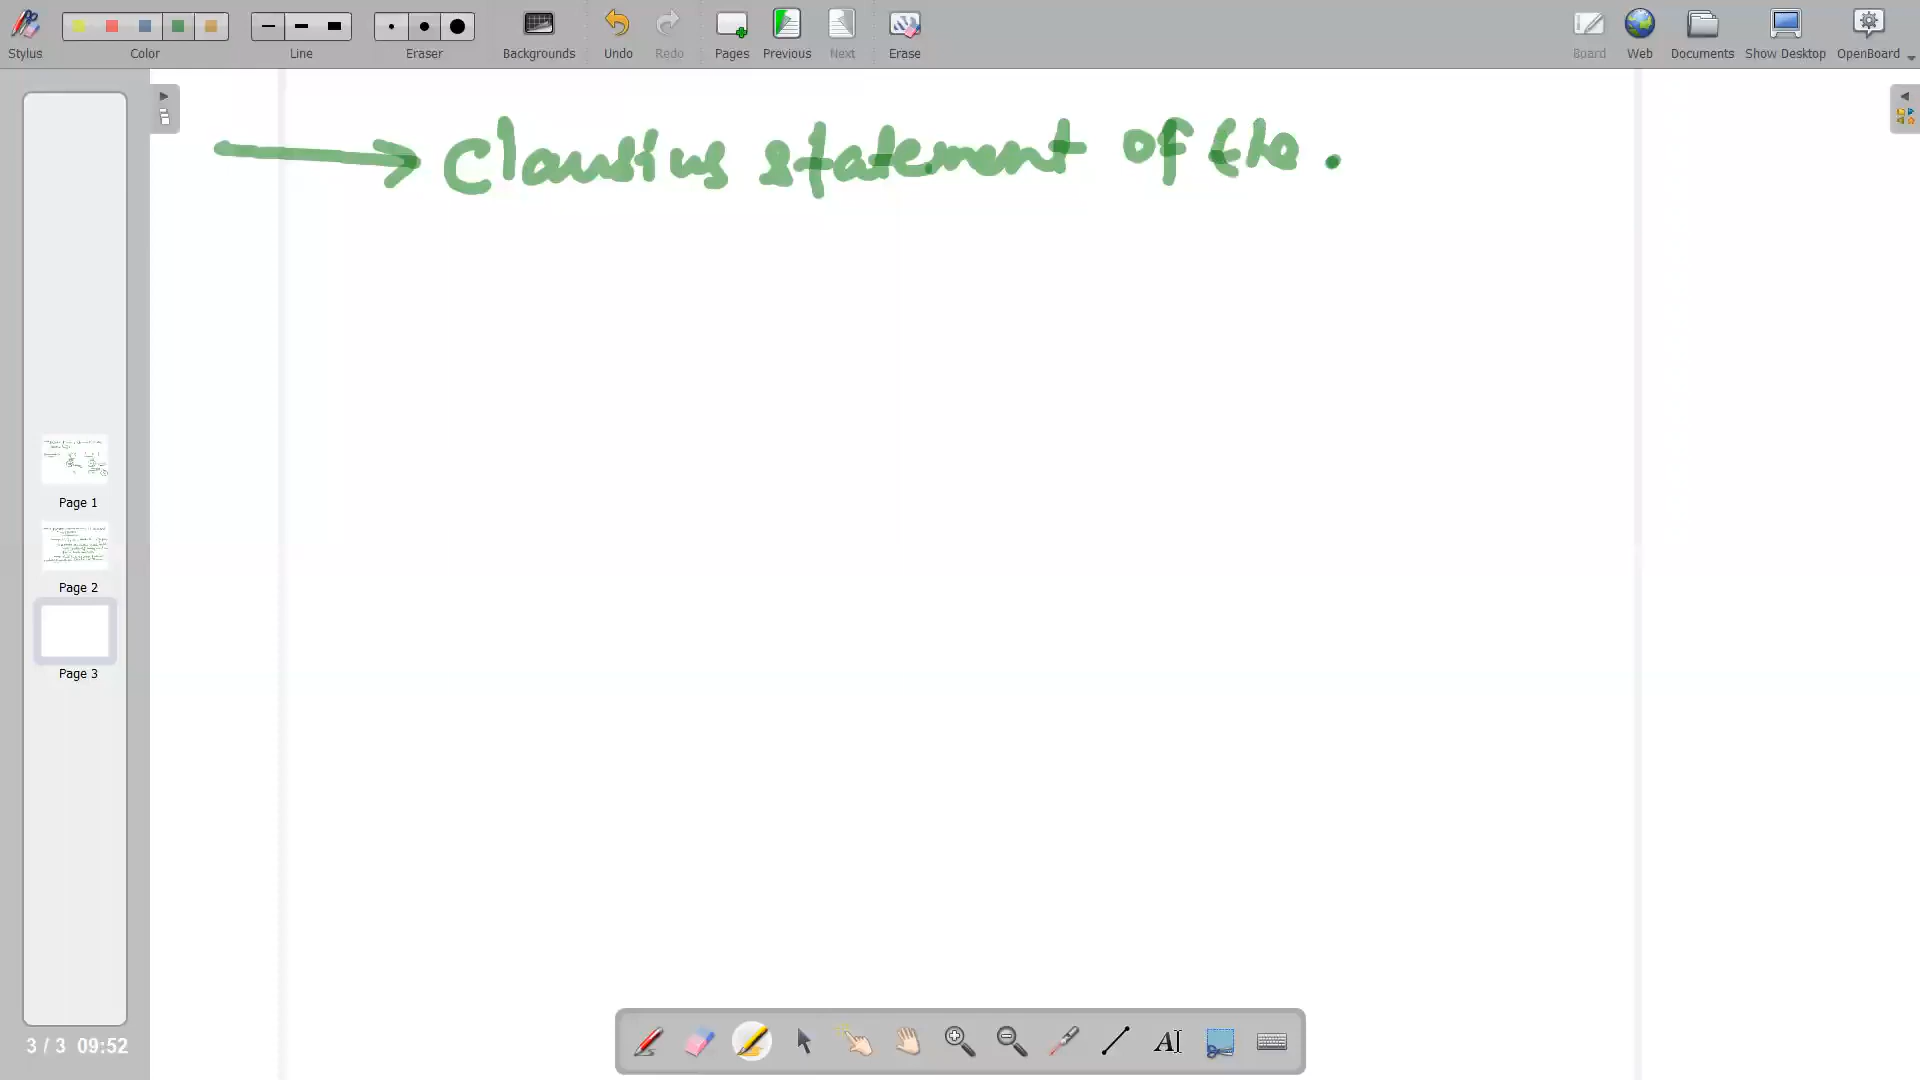 Stylus Color Line Eraser Backgrounds Undo Redo Pages Previous Next Erase Board Web Documents Show Desktop OpenBoard
Clausius statement of the .
Page 1
Page 2
Page 3
3 / 3 09:52
AI